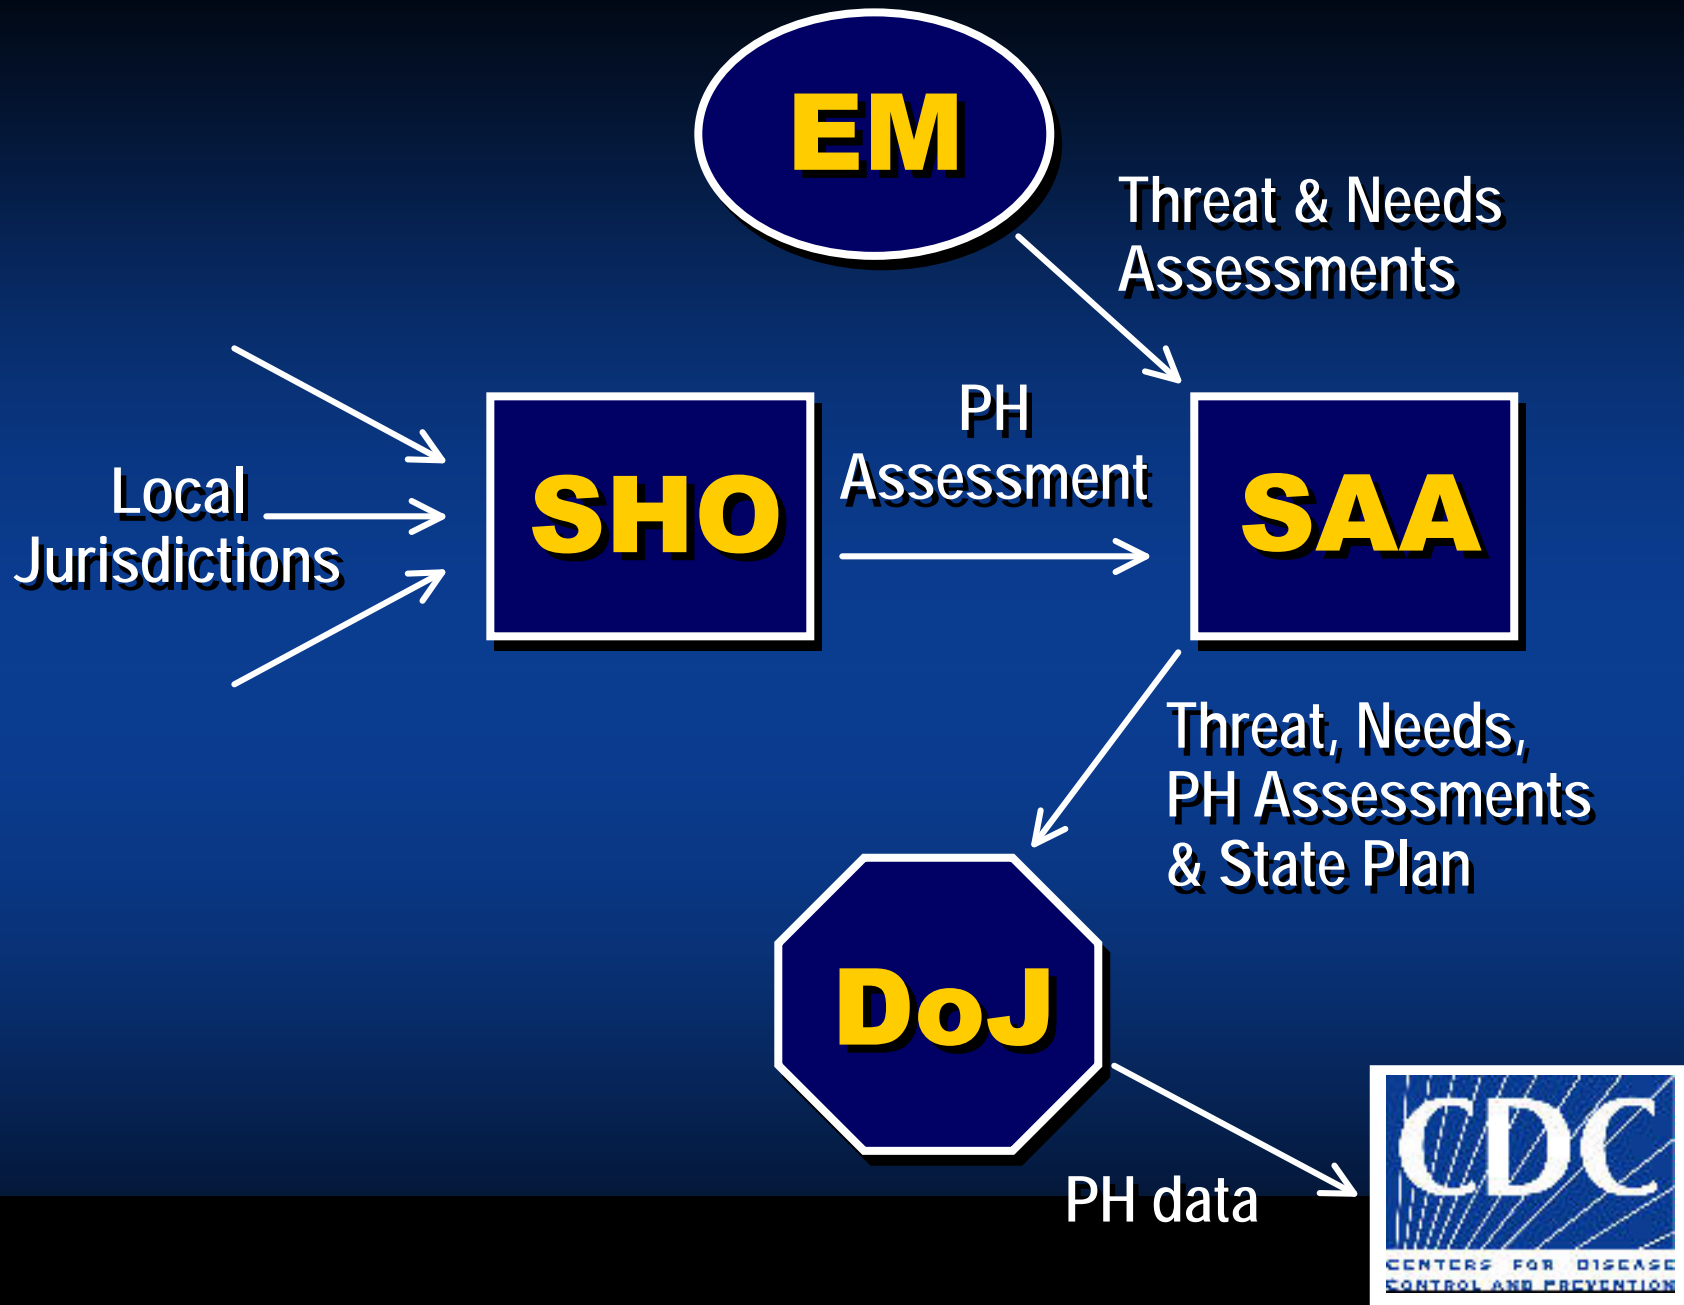 EM
Threat & Needs
Assessments
PH
Assessment
Local
Jurisdictions
SHO
SAA
Threat, Needs,
PH Assessments
& State Plan
DoJ
PH data
CDC
CENTERS FOR DISEASE
CONTROL AND PREVENTION